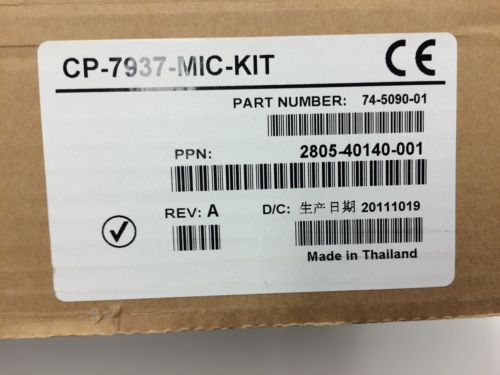 CP-7937-MIC-KIT
CE
PART NUMBER: 74-5090-01
PPN: 2805-40140-001
REV: A D/C: 生产日期 20111019
Made in Thailand